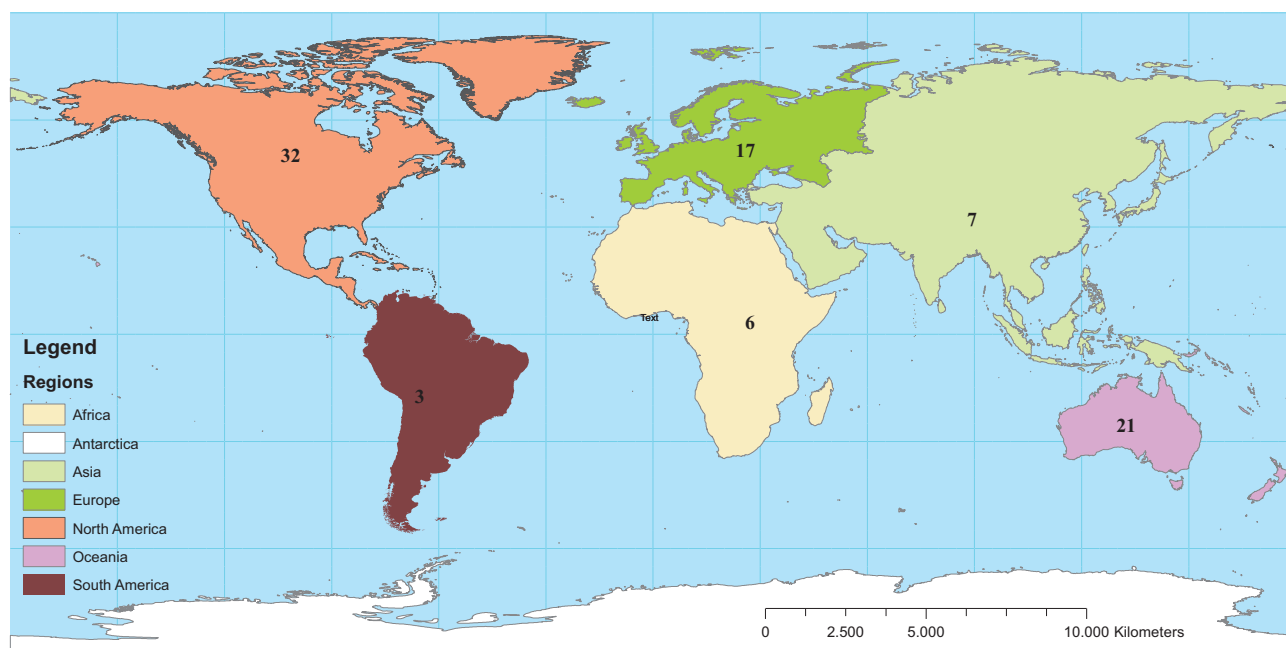 32
17
7
6
Text
3
21
Legend
Regions
Africa
Antarctica
Asia
Europe
North America
Oceania
South America
0 2.500 5.000 10.000 Kilometers